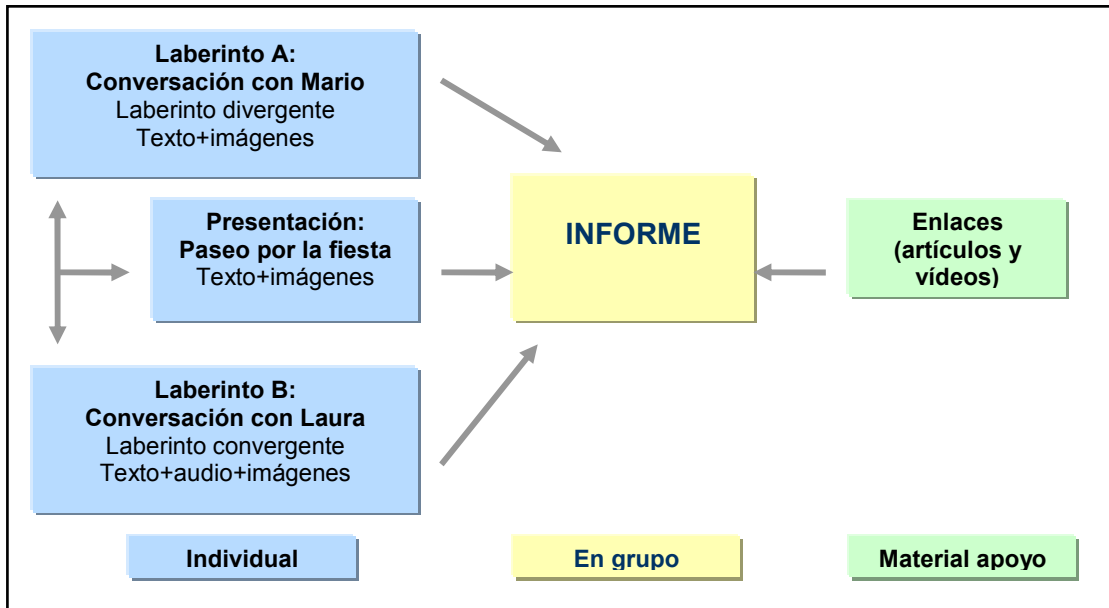 Laberinto A:
Conversación con Mario
Laberinto divergente
Texto+imágenes
Presentación:
Paseo por la fiesta
Texto+imágenes
INFORME
Enlaces
(artículos y
vídeos)
Laberinto B:
Conversación con Laura
Laberinto convergente
Texto+audio+imágenes
Individual
En grupo
Material apoyo